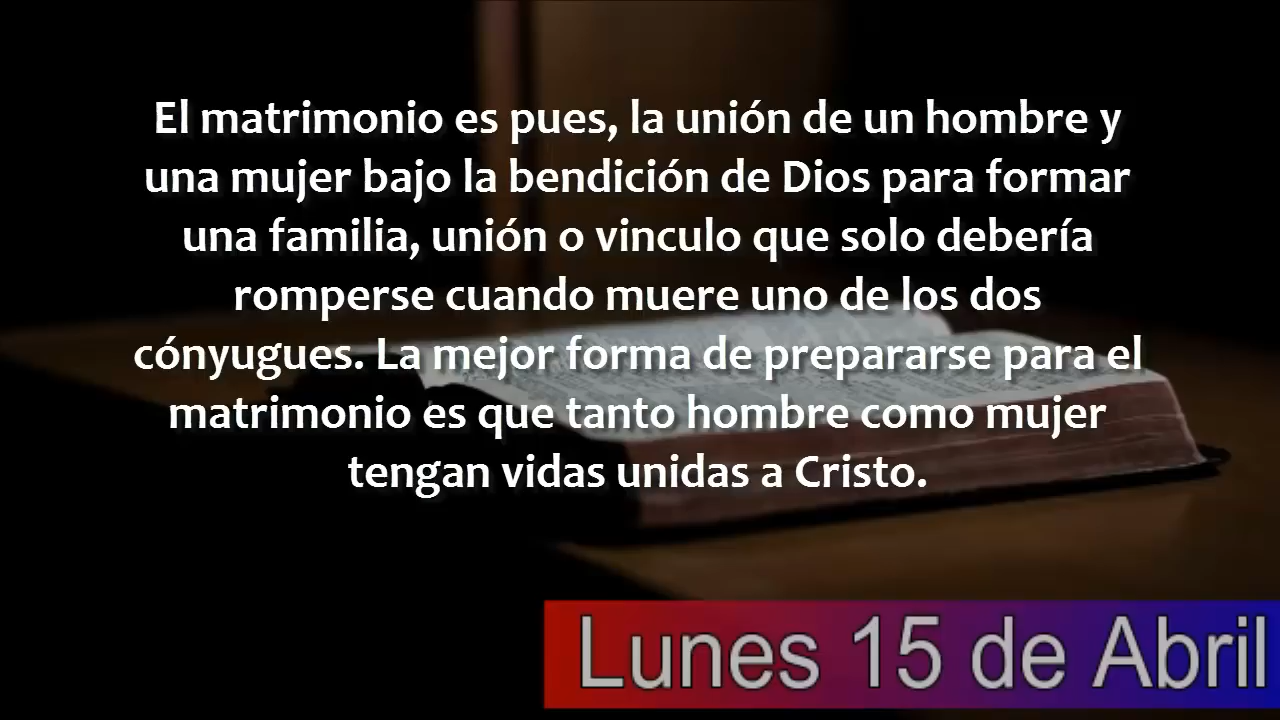 El matrimonio es pues, la unión de un hombre y
una mujer bajo la bendición de Dios para formar
una familia, unión o vinculo que solo debería
romperse cuando muere uno de los dos
cónyugues. La mejor forma de prepararse para el
matrimonio es que tanto hombre como mujer
tengan vidas unidas a Cristo.
Lunes 15 de Abril